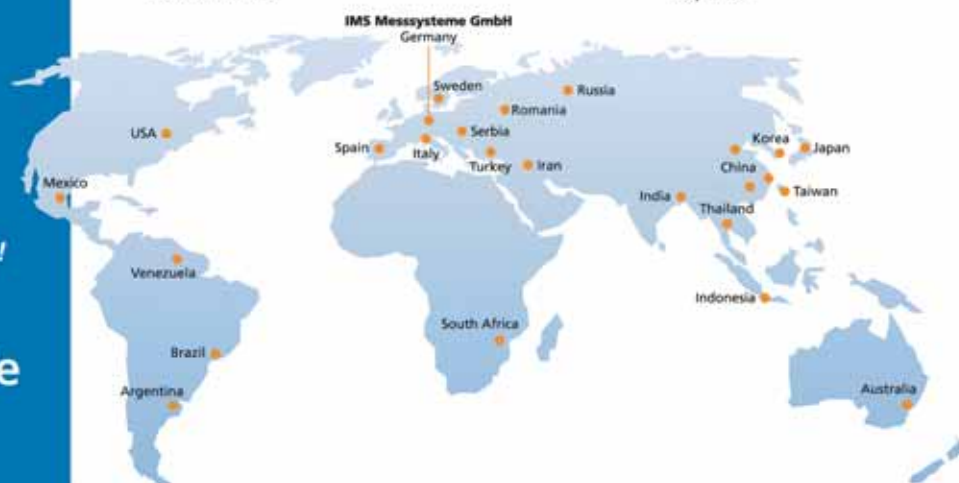 IMS Messsysteme GmbH
Germany
Sweden
Russia
Romania
USA
Serbia
Korea
Spain
Italy
Japan
Turkey
Iran
China
Mexico
India
Taiwan
Thailand
Venezuela
Indonesia
South Africa
Brazil
Argentina
Australia
!
e